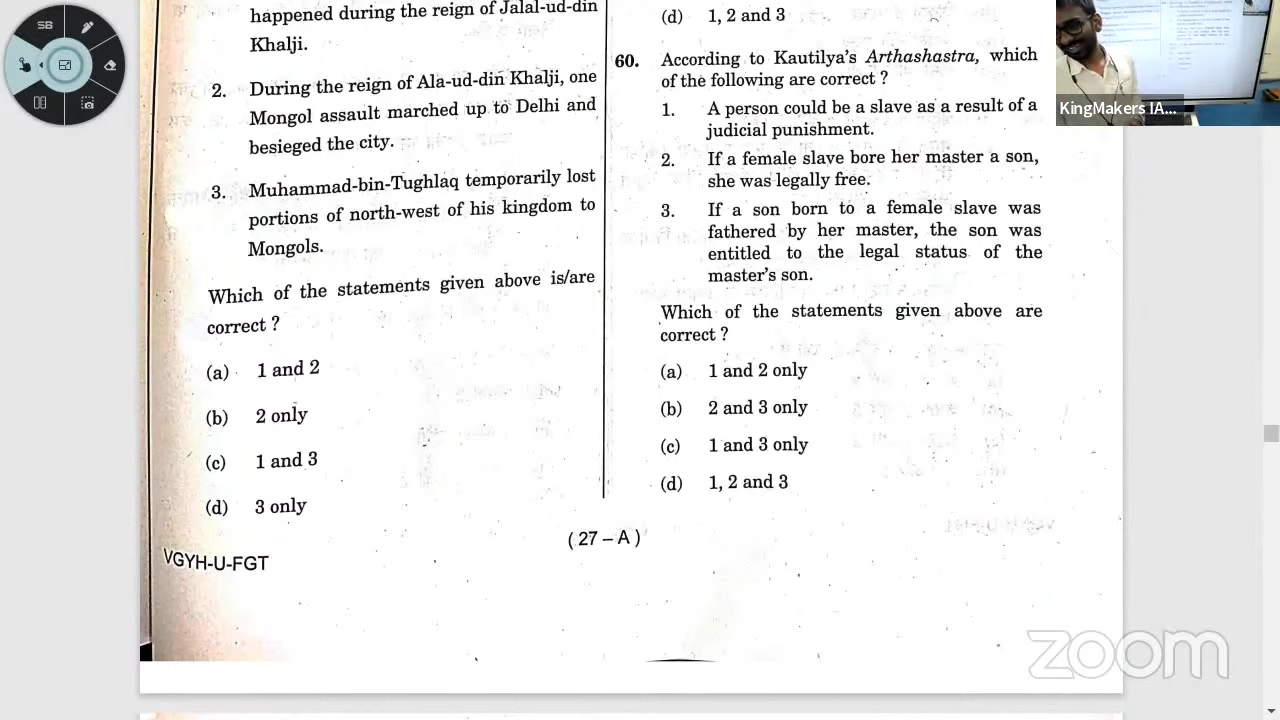 happened during the reign of Jalal-ud-din
Khalji.
2. During the reign of Ala-ud-din Khalji, one
Mongol assault marched up to Delhi and
besieged the city.
3. Muhammad-bin-Tughlaq temporarily lost
portions of north-west of his kingdom to
Mongols.
Which of the statements given above is/are
correct ?
(a) 1 and 2
(b) 2 only
(c) 1 and 3
(d) 3 only
VGYH-U-FGT
(d) 1, 2 and 3
60. According to Kautilya's Arthashastra, which
of the following are correct ?
1. A person could be a slave as a result of a
judicial punishment.
2. If a female slave bore her master a son,
she was legally free.
3. If a son born to a female slave was
fathered by her master, the son was
entitled to the legal status of the
master's son.
Which of the statements given above are
correct ?
(a) 1 and 2 only
(b) 2 and 3 only
(c) 1 and 3 only
(d) 1, 2 and 3
( 27 – A )
SB
KingMakers IA...
zoom